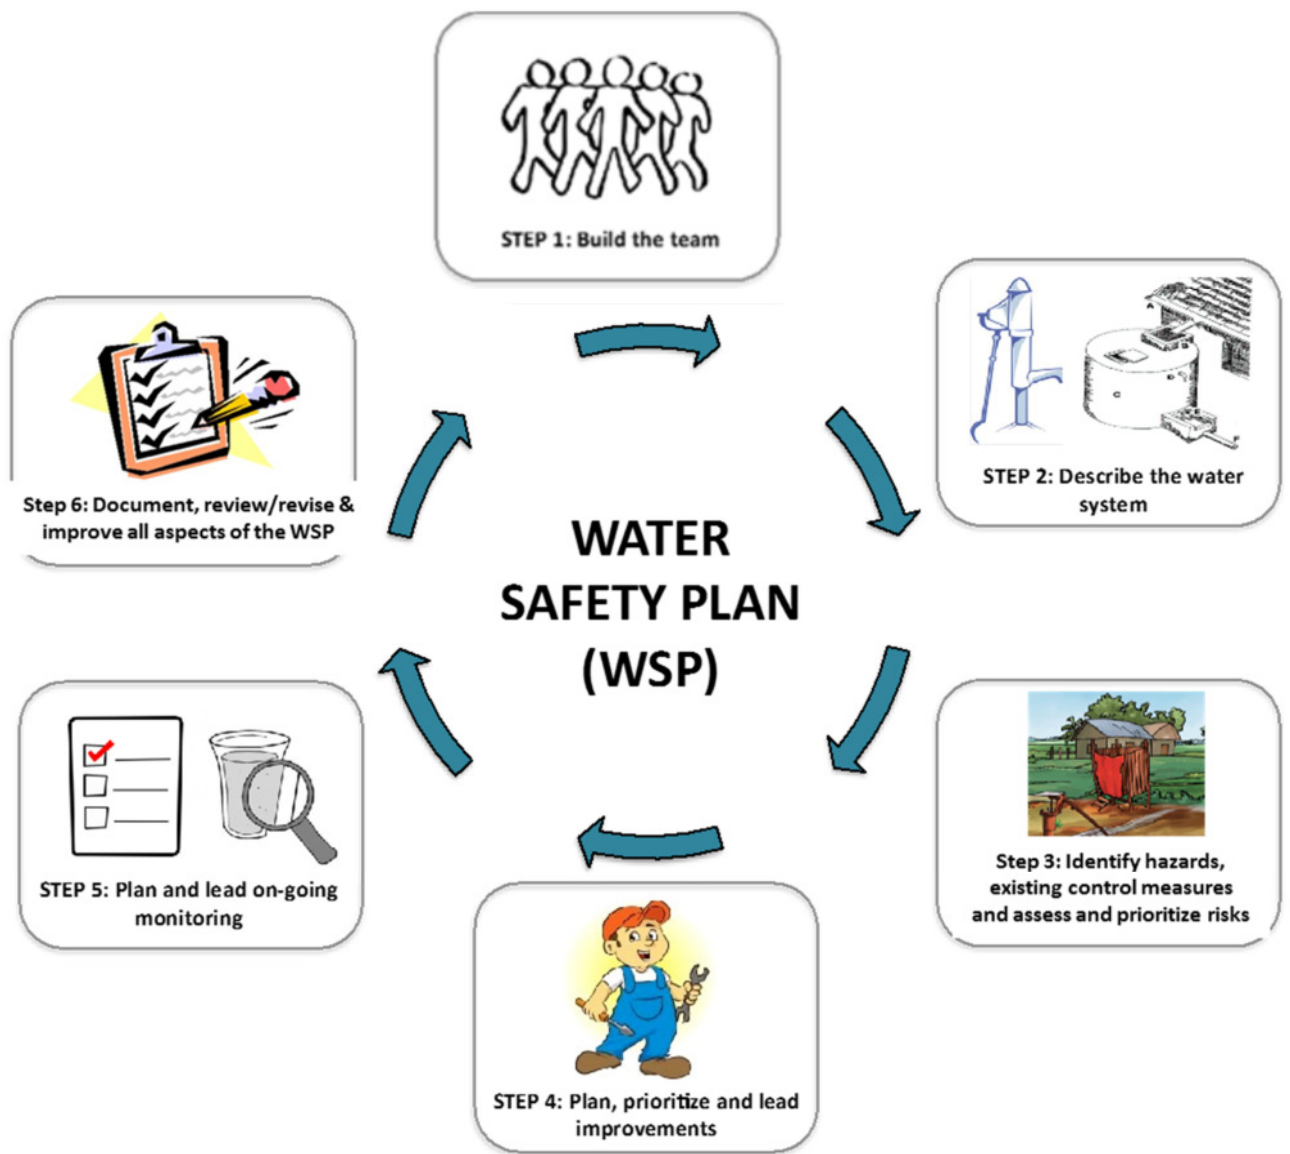 STEP 1: Build the team
STEP 2: Describe the water
system
WATER
SAFETY PLAN
(WSP)
Step 3: Identify hazards,
existing control measures
and assess and prioritize risks
STEP 4: Plan, prioritize and lead
improvements
STEP 5: Plan and lead on-going
monitoring
Step 6: Document, review/revise &
improve all aspects of the WSP